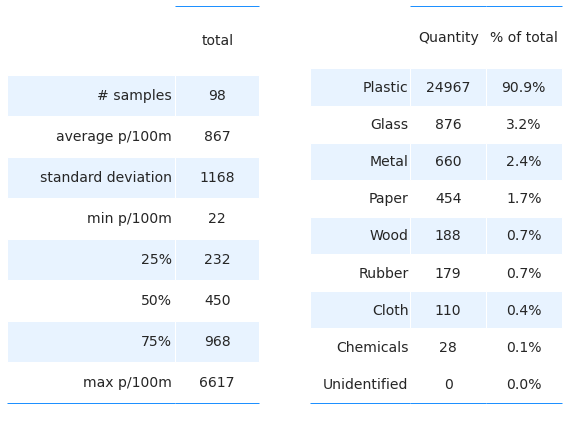 total
# samples 98
average p/100m 867
standard deviation 1168
min p/100m 22
25% 232
50% 450
75% 968
max p/100m 6617
Quantity % of total
Plastic 24967 90.9%
Glass 876 3.2%
Metal 660 2.4%
Paper 454 1.7%
Wood 188 0.7%
Rubber 179 0.7%
Cloth 110 0.4%
Chemicals 28 0.1%
Unidentified 0 0.0%